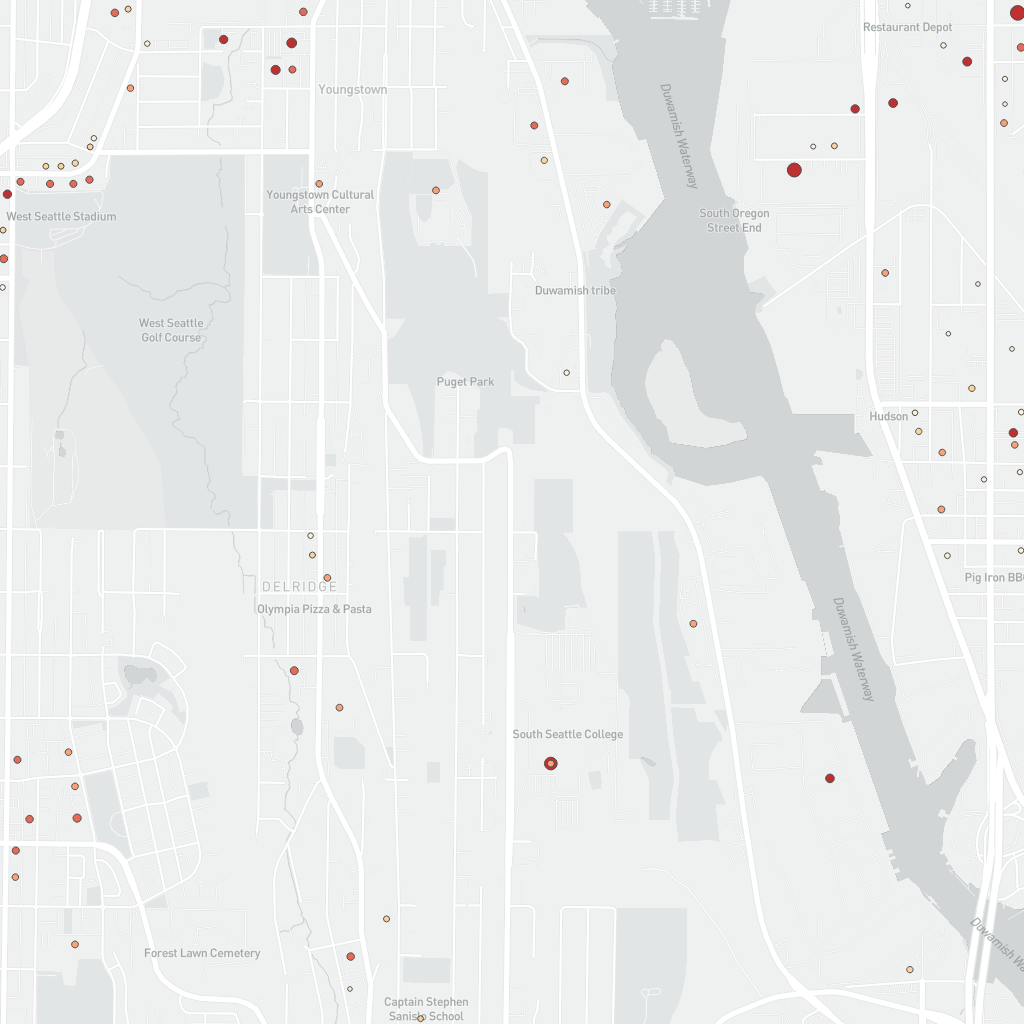 Restaurant Depot
Youngstown
Duwamish Waterway
Youngstown Cultural
Arts Center
West Seattle Stadium
South Oregon
Street End
Duwamish tribe
West Seattle
Golf Course
Puget Park
Hudson
Pig Iron BBQ
DELRIDGE
Olympia Pizza & Pasta
Duwamish Waterway
South Seattle College
Forest Lawn Cemetery
Duwamish Wa
Captain Stephen
Sanislo School